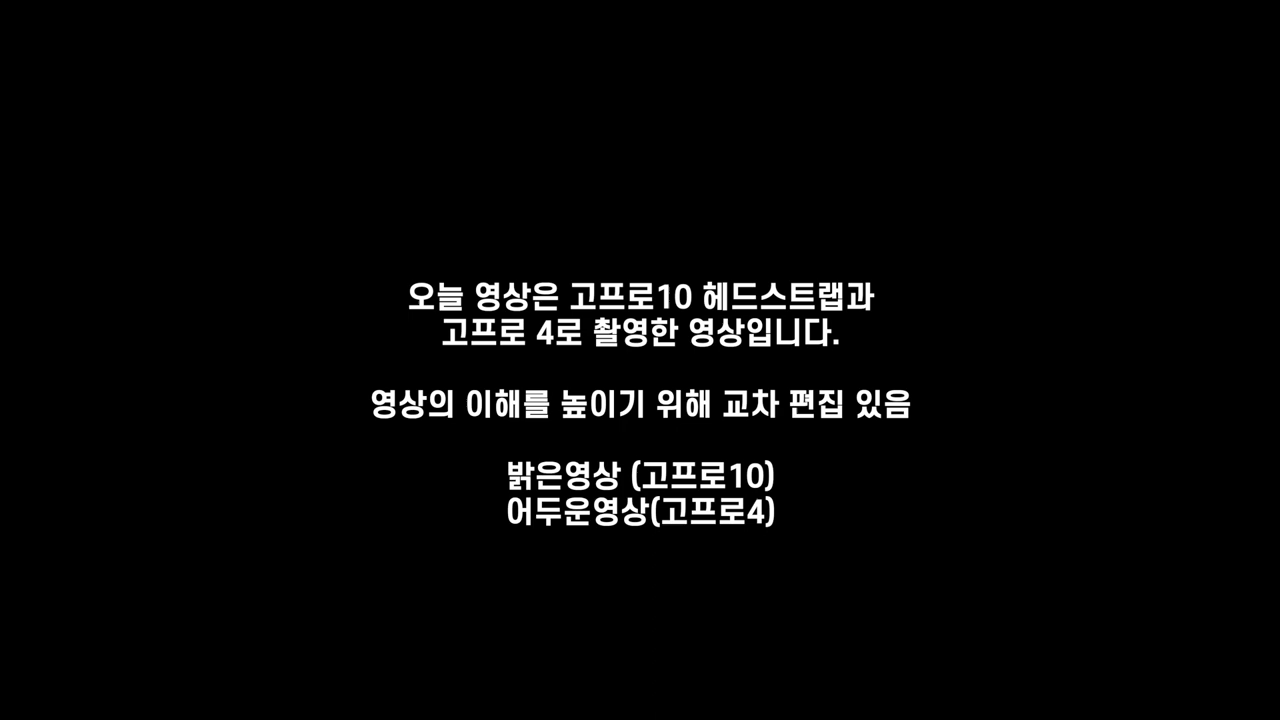 오늘 영상은 고프로10 헤드스트랩과
고프로 4로 촬영한 영상입니다.
영상의 이해를 높이기 위해 교차 편집 있음
밝은영상 (고프로10)
어두운영상(고프로4)